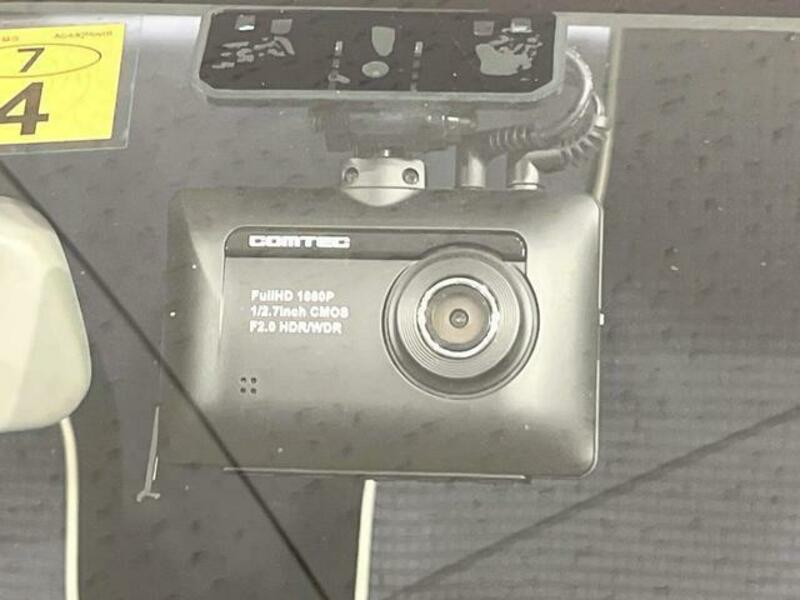 7
4
COMTEC
FullHD 1080P
1/2.7inch CMOS
F2.0 HDR/WDR